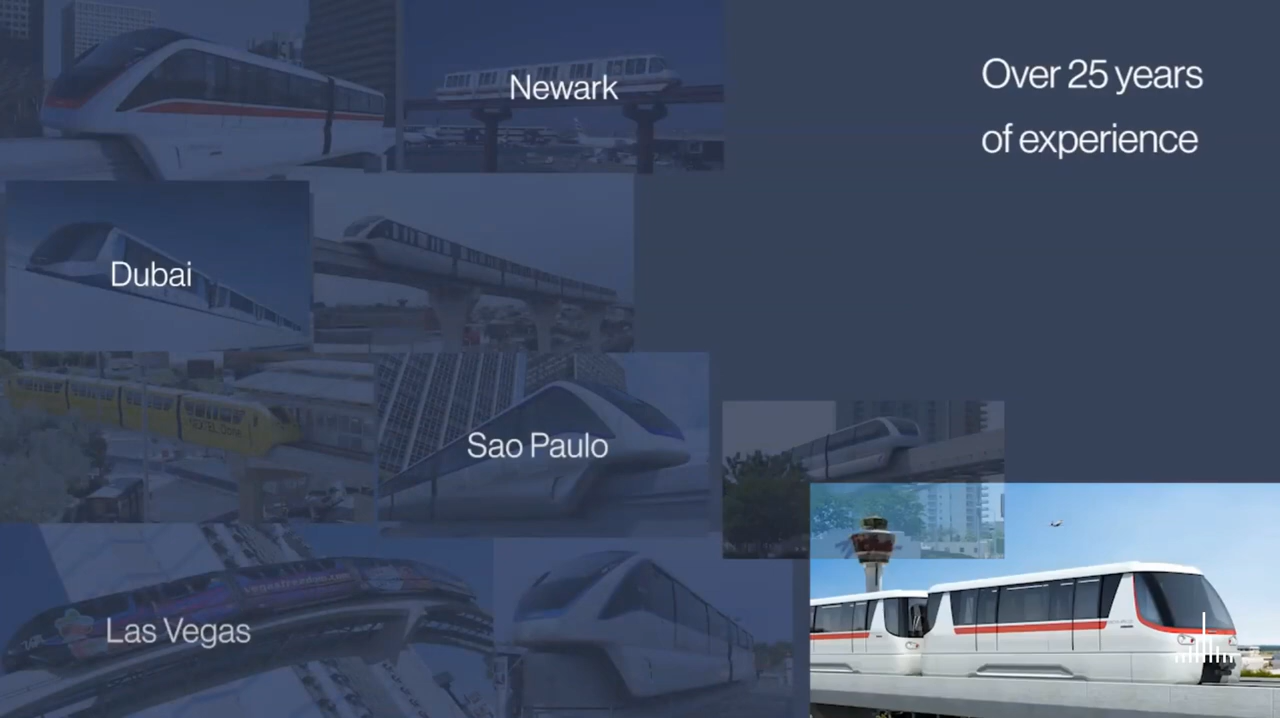 Over 25 years
of experience
Newark
Dubai
Sao Paulo
Las Vegas